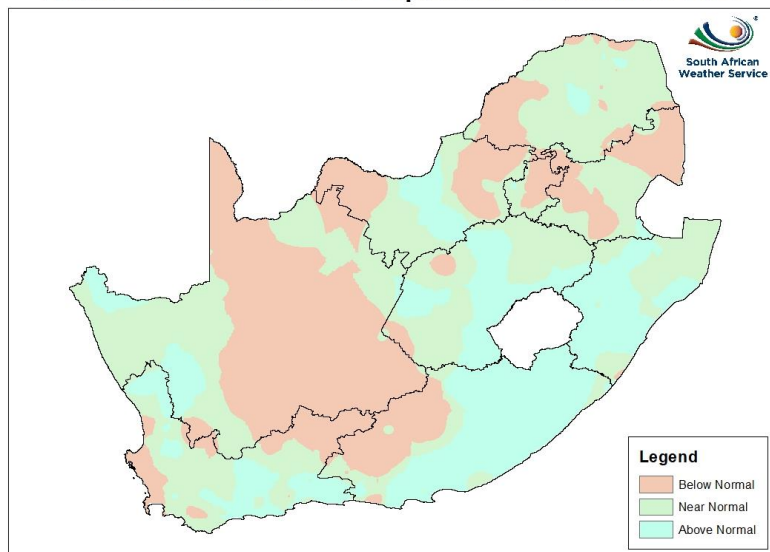 South African
Weather Service
Legend
Below Normal
Near Normal
Above Normal